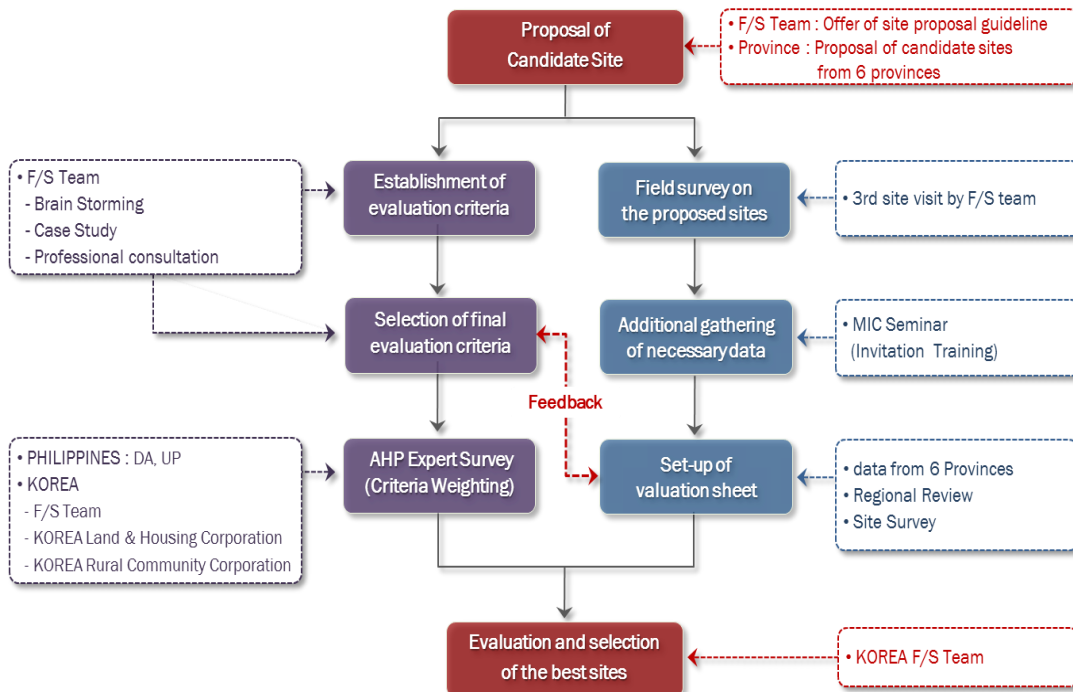 Proposal of
Candidate Site
• F/S Team : Offer of site proposal guideline
• Province : Proposal of candidate sites
from 6 provinces
• F/S Team
- Brain Storming
- Case Study
- Professional consultation
Establishment of
evaluation criteria
Field survey on
the proposed sites
• 3rd site visit by F/S team
Selection of final
evaluation criteria
Additional gathering
of necessary data
• MIC Seminar
(Invitation Training)
Feedback
• PHILIPPINES : DA, UP
• KOREA
- F/S Team
- KOREA Land & Housing Corporation
- KOREA Rural Community Corporation
AHP Expert Survey
(Criteria Weighting)
Set-up of
valuation sheet
• data from 6 Provinces
• Regional Review
• Site Survey
Evaluation and selection
of the best sites
• KOREA F/S Team